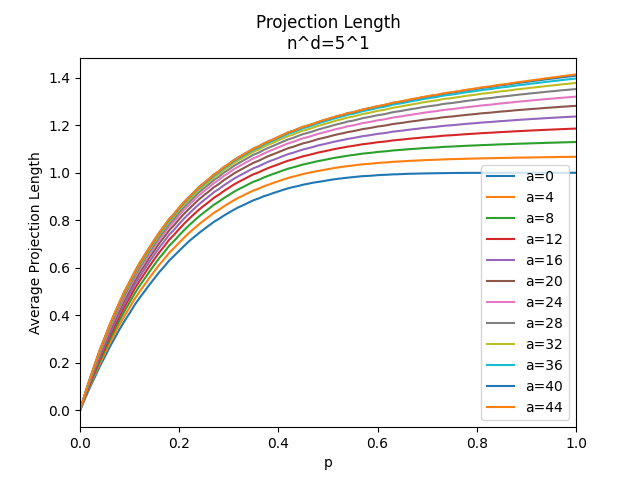 Projection Length
n^d=5^1
Average Projection Length
1.4
1.2
1.0
0.8
0.6
0.4
0.2
0.0
0.0 0.2 0.4 0.6 0.8 1.0
p
a=0
a=4
a=8
a=12
a=16
a=20
a=24
a=28
a=32
a=36
a=40
a=44